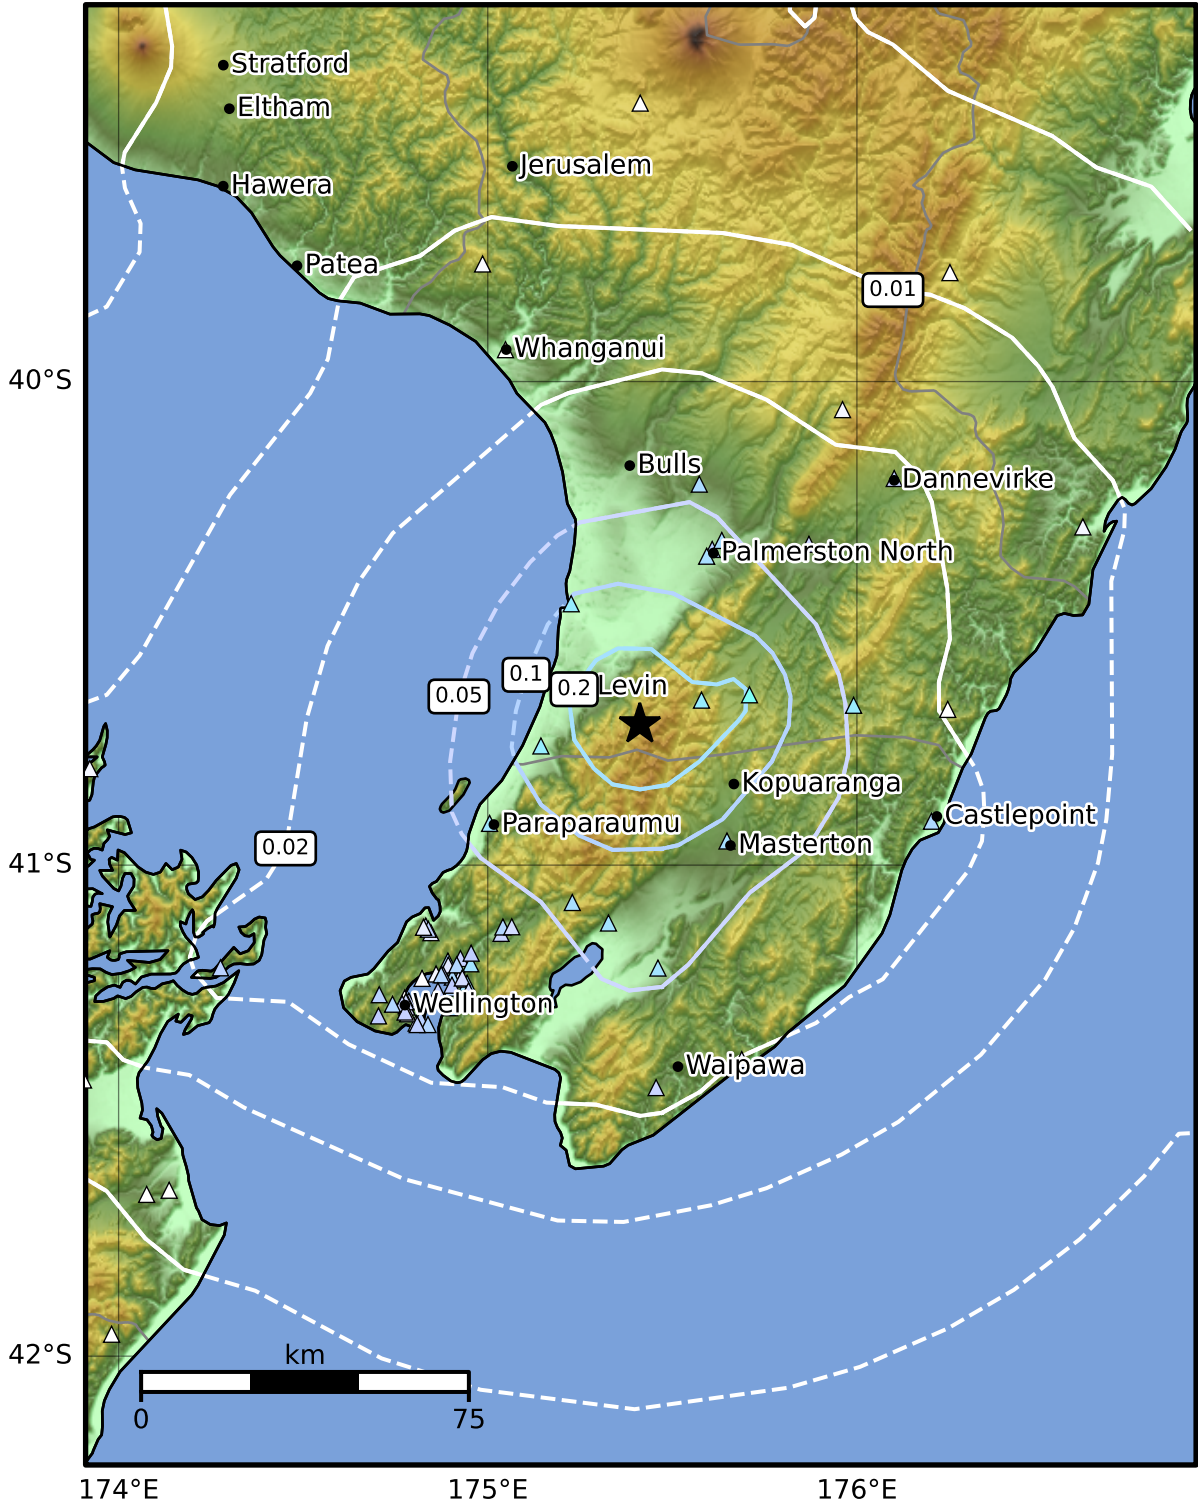 Stratford
Eltham
Jerusalem
Hawera
Patea
0.01
Whanganui
40°S
Bulls
Dannevirke
Palmerston North
0.1
0.2
Levin
0.05
Kopuaranga
Castlepoint
Paraparaumu
Masterton
0.02
41°S
Wellington
Waipawa
42°S
km
0
75
174°E
175°E
176°E